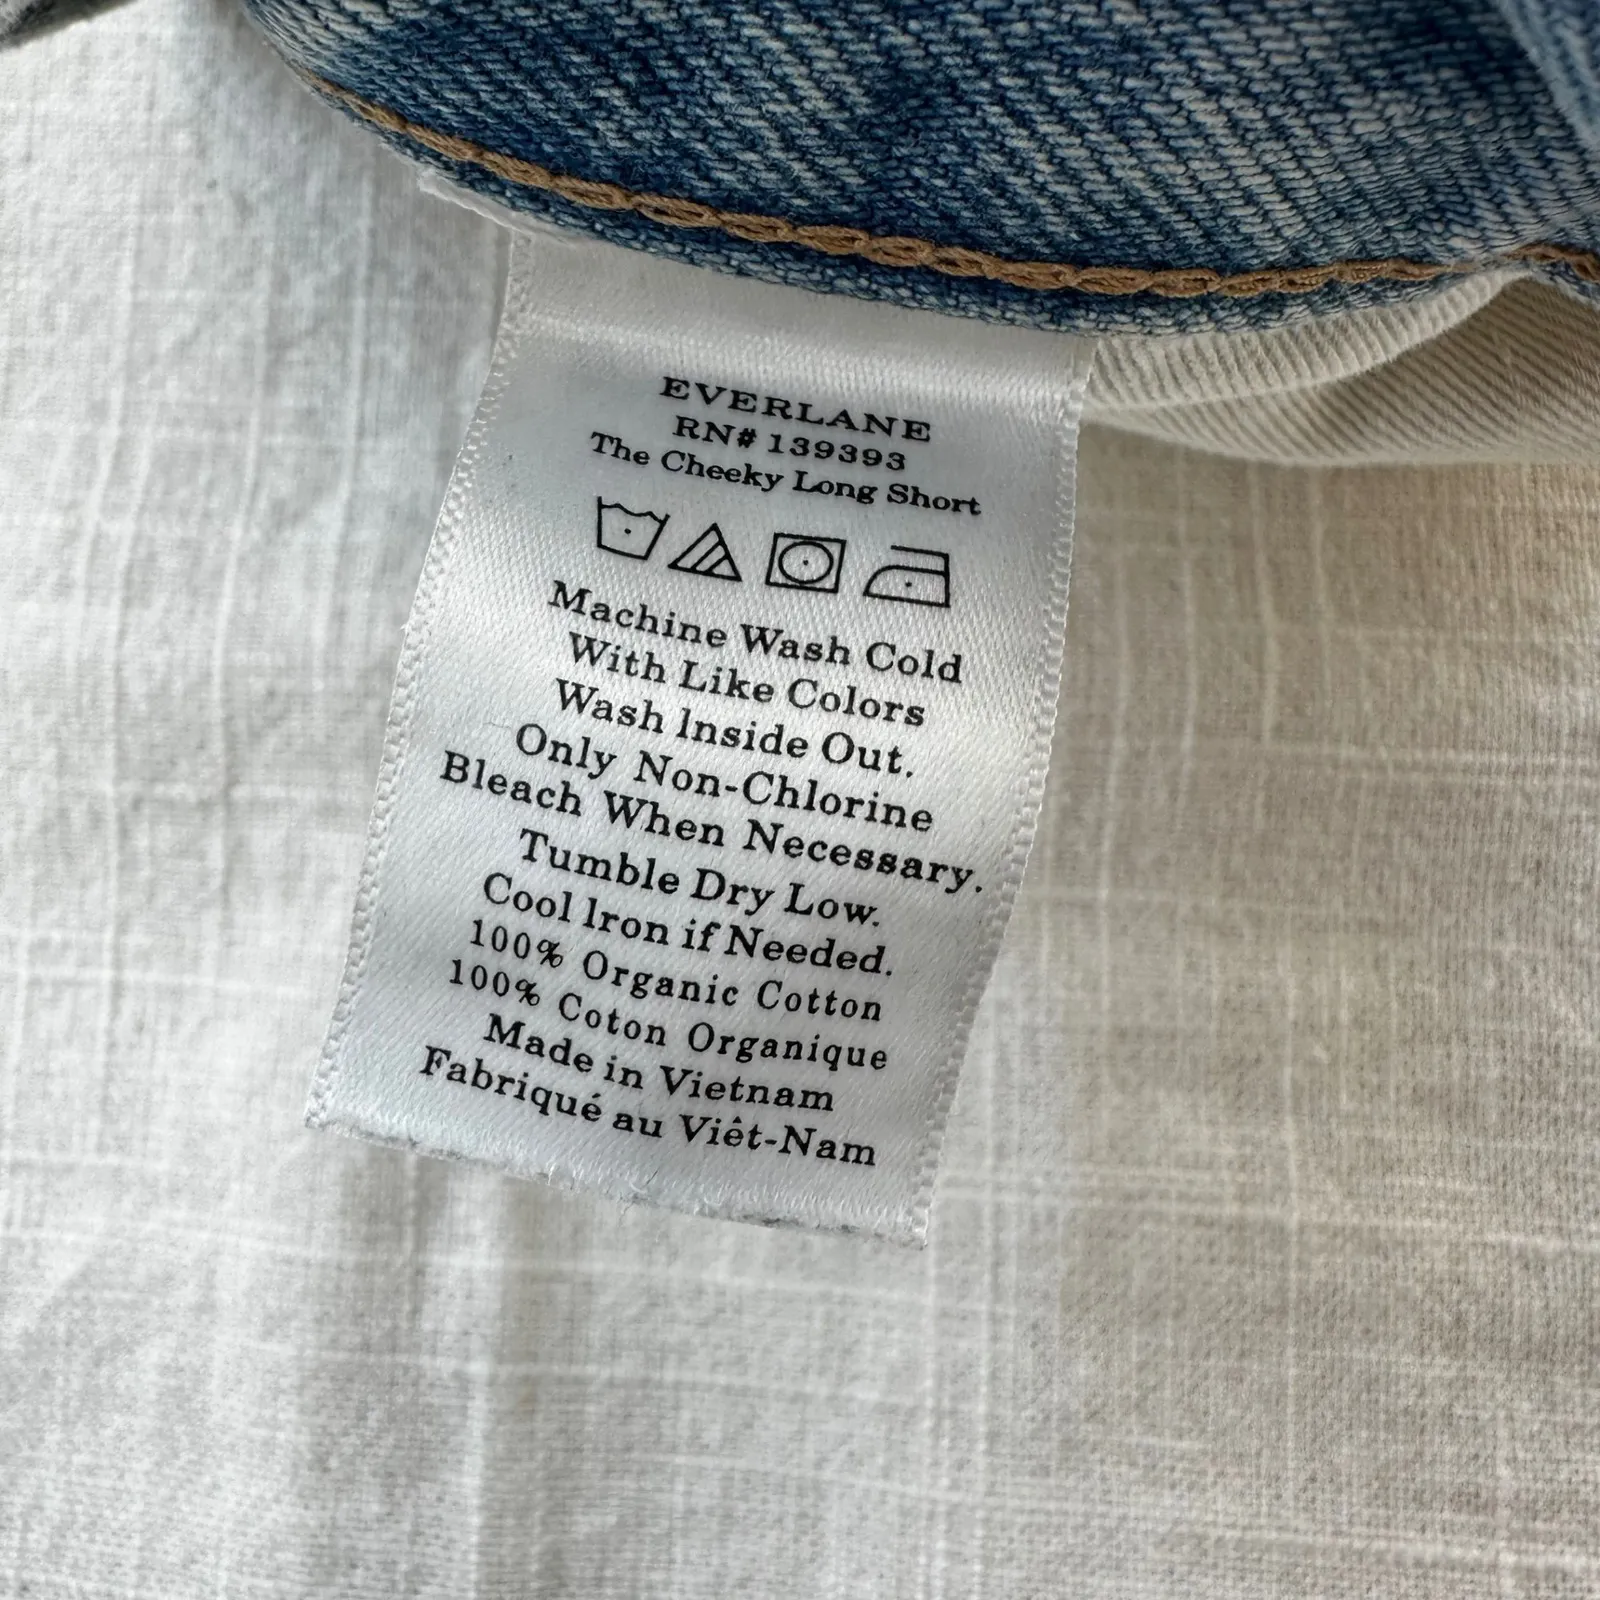 EVERLANE
RN# 139393
The Cheeky Long Short
Machine Wash Cold
With Like Colors
Wash Inside Out.
Only Non-Chlorine
Bleach When Necessary.
Tumble Dry Low.
Cool Iron if Needed.
100% Organic Cotton
100% Coton Organique
Made in Vietnam
Fabriqué au Viêt-Nam